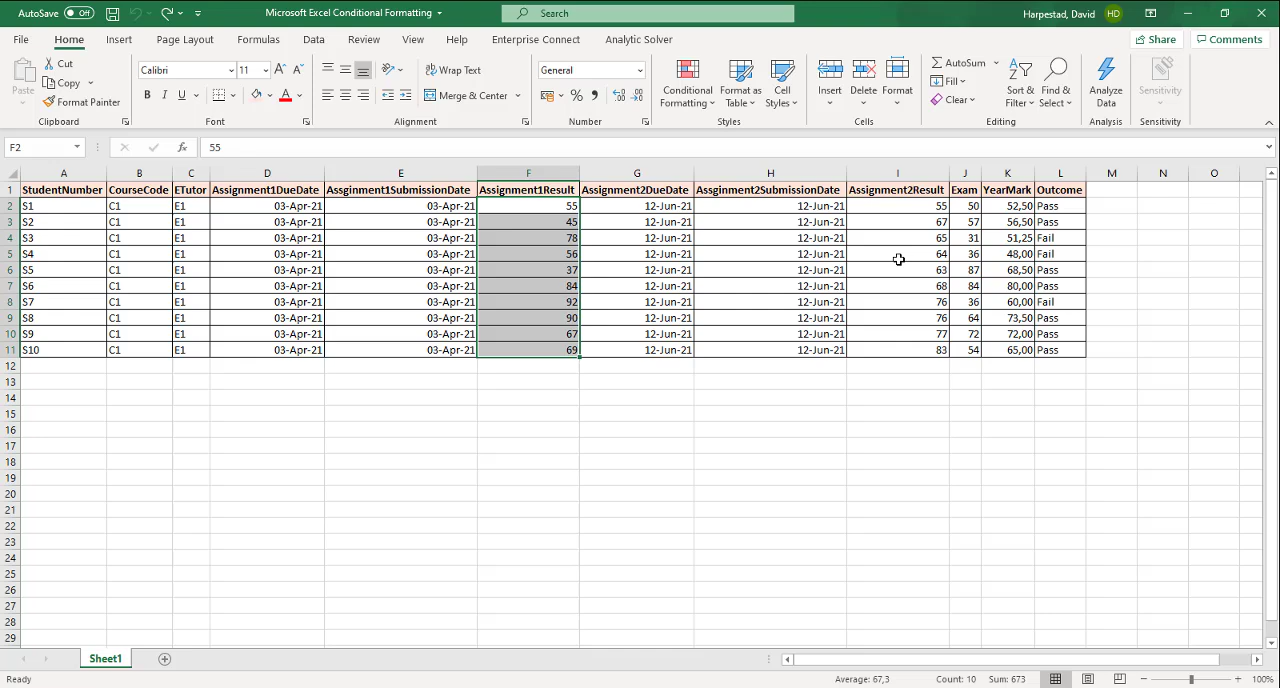 AutoSave Off Microsoft Excel Conditional Formatting Search Harpestad, David HD
File Home Insert Page Layout Formulas Data Review View Help Enterprise Connect Analytic Solver Share Comments
Paste Cut Copy Format Painter Clipboard
Calibri 11 A A B I U A Font
ab Wrap Text Merge & Center Alignment
General % Number
Conditional Formatting Format as Table Cell Styles Styles
Insert Delete Format Cells
AutoSum Fill Clear Sort & Filter Find & Select Editing
Analyze Data Analysis
Sensitivity Sensitivity
F2 fx 55
A B C D E F G H I J K L M N O
1 StudentNumber CourseCode ETutor Assignment1DueDate Assginment1SubmissionDate Assignment1Result Assignment2DueDate Assginment2SubmissionDate Assignment2Result Exam YearMark Outcome
2 S1 C1 E1 03-Apr-21 03-Apr-21 55 12-Jun-21 12-Jun-21 55 50 52,50 Pass
3 S2 C1 E1 03-Apr-21 03-Apr-21 45 12-Jun-21 12-Jun-21 67 57 56,50 Pass
4 S3 C1 E1 03-Apr-21 03-Apr-21 78 12-Jun-21 12-Jun-21 65 31 51,25 Fail
5 S4 C1 E1 03-Apr-21 03-Apr-21 56 12-Jun-21 12-Jun-21 64 36 48,00 Fail
6 S5 C1 E1 03-Apr-21 03-Apr-21 37 12-Jun-21 12-Jun-21 63 87 68,50 Pass
7 S6 C1 E1 03-Apr-21 03-Apr-21 84 12-Jun-21 12-Jun-21 68 84 80,00 Pass
8 S7 C1 E1 03-Apr-21 03-Apr-21 92 12-Jun-21 12-Jun-21 76 36 60,00 Fail
9 S8 C1 E1 03-Apr-21 03-Apr-21 90 12-Jun-21 12-Jun-21 76 64 73,50 Pass
10 S9 C1 E1 03-Apr-21 03-Apr-21 67 12-Jun-21 12-Jun-21 77 72 72,00 Pass
11 S10 C1 E1 03-Apr-21 03-Apr-21 69 12-Jun-21 12-Jun-21 83 54 65,00 Pass
12
13
14
15
16
17
18
19
20
21
22
23
24
25
26
27
28
29
Sheet1
Ready Average: 67,3 Count: 10 Sum: 673 100%